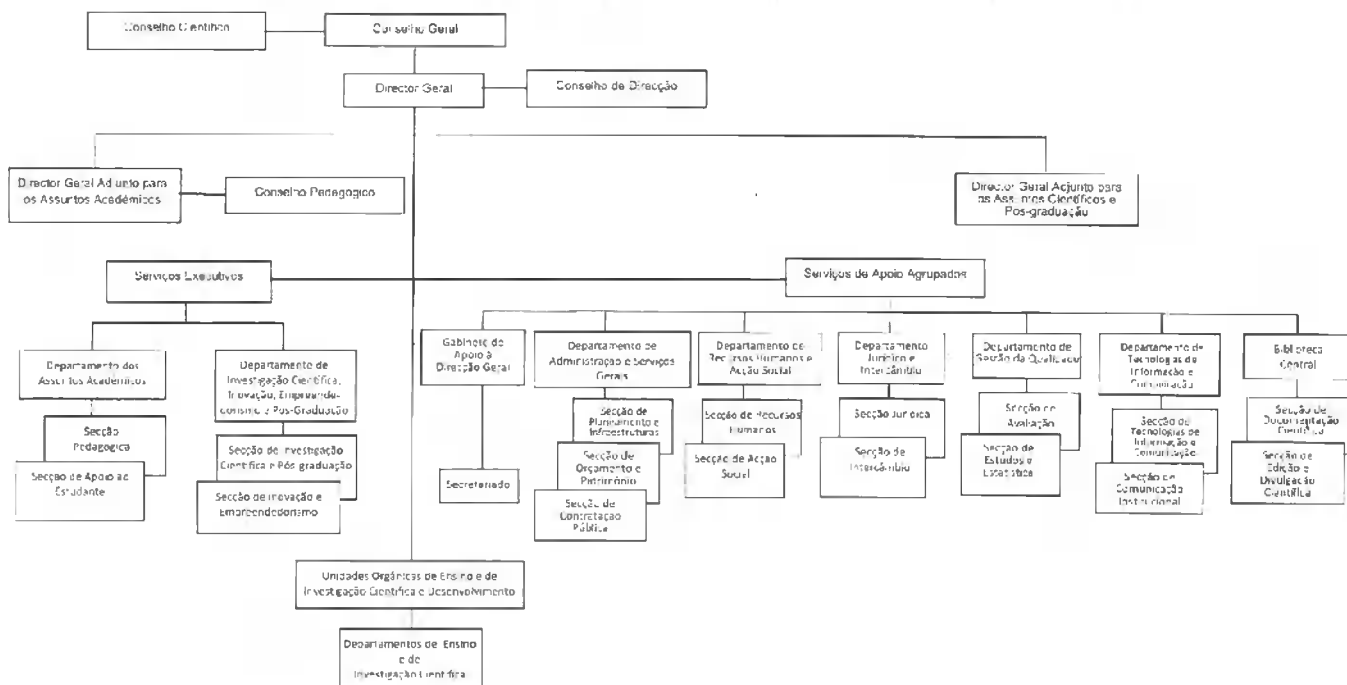 Conselho Científico
Conselho Geral
Director Geral
Conselho de Direcção
Director Geral Adjunto para
os Assuntos Académicos
Conselho Pedagógico
Director Geral Adjunto para
os Assuntos Científicos e
Pós-graduação
Serviços Executivos
Serviços de Apoio Agrupados
Departamento dos
Assuntos Académicos
Departamento de
Investigação Científica,
Inovação, Empreende-
dorismo e Pós-Graduação
Gabinete de
Apoio à
Direcção Geral
Departamento de
Administração e Serviços
Gerais
Departamento de
Recursos Humanos e
Acção Social
Departamento
Jurídico e
Intercâmbio
Departamento de
Gestão da Qualidade
Departamento de
Tecnologias de
Informação e
Comunicação
Biblioteca
Central
Secção
Pedagógica
Secção de Apoio ao
Estudante
Secção de Investigação
Científica e Pós-graduação
Secção de Inovação e
Empreendedorismo
Secretariado
Secção de
Planeamento e
Infraestruturas
Secção de
Orçamento e
Património
Secção de
Contratação
Pública
Secção de Recursos
Humanos
Secção de Acção
Social
Secção Jurídica
Secção de
Intercâmbio
Secção de
Avaliação
Secção de
Estudos e
Estatística
Secção de
Tecnologias de
Informação e
Comunicação
Secção de
Comunicação
Institucional
Secção de
Documentação
Científica
Secção de
Edição e
Divulgação
Científica
Unidades Orgânicas de Ensino e de
Investigação Científica e Desenvolvimento
Departamentos de Ensino
e de
Investigação Científica